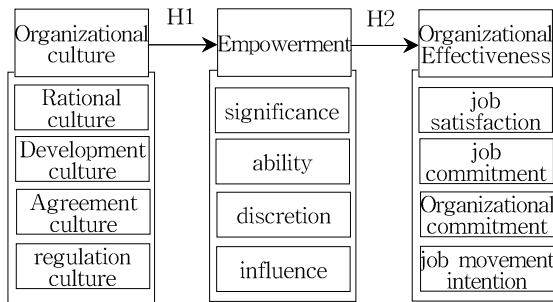 Organizational
culture
H1
Empowerment
H2
Organizational
Effectiveness
Rational
culture
Development
culture
Agreement
culture
regulation
culture
significance
ability
discretion
influence
job
satisfaction
job
commitment
Organizational
commitment
job movement
intention